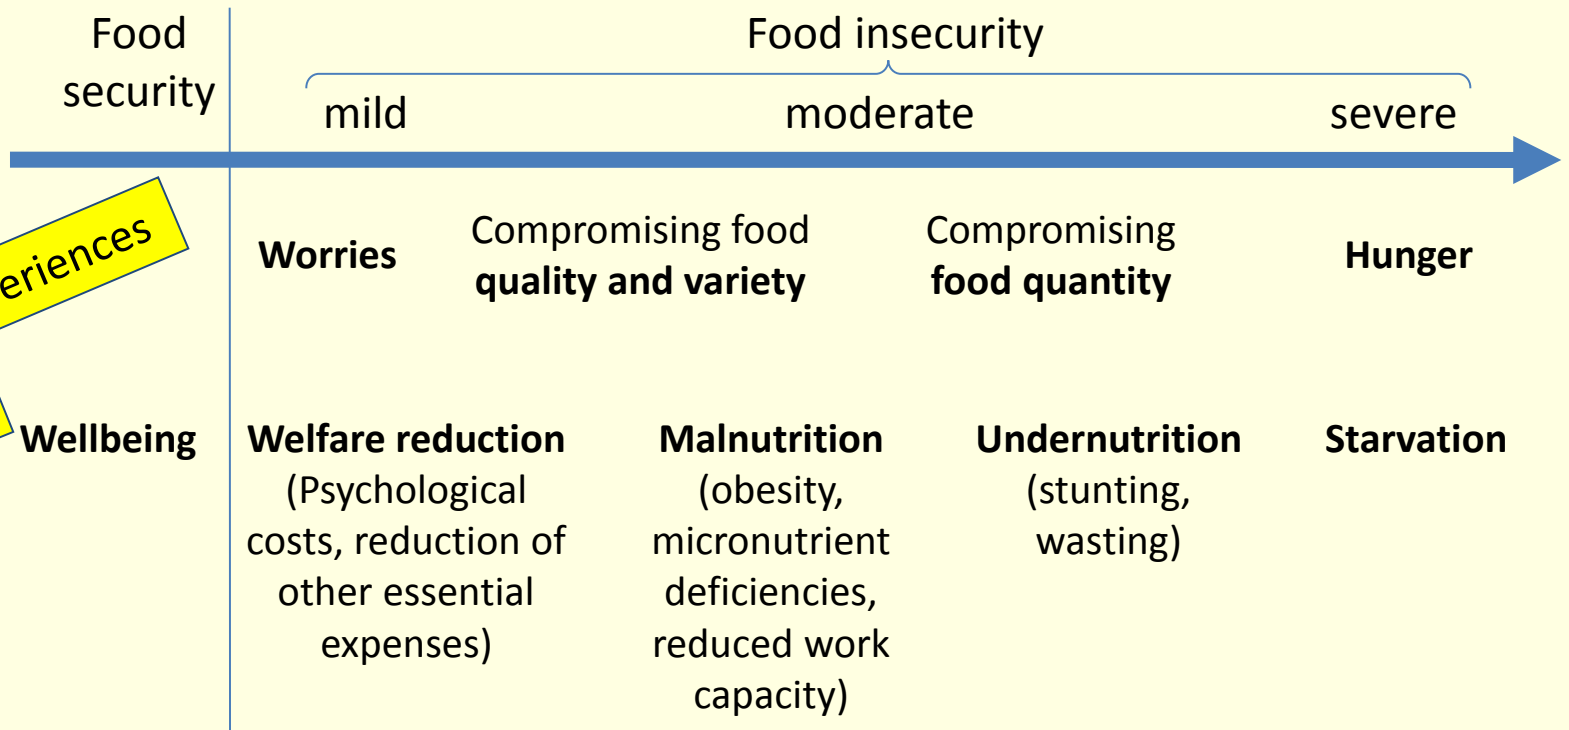 Food
security
Food insecurity
mild
moderate
severe
eriences
Worries
Compromising food
quality and variety
Compromising
food quantity
Hunger
Wellbeing
Welfare reduction
(Psychological
costs, reduction of
other essential
expenses)
Malnutrition
(obesity,
micronutrient
deficiencies,
reduced work
capacity)
Undernutrition
(stunting,
wasting)
Starvation